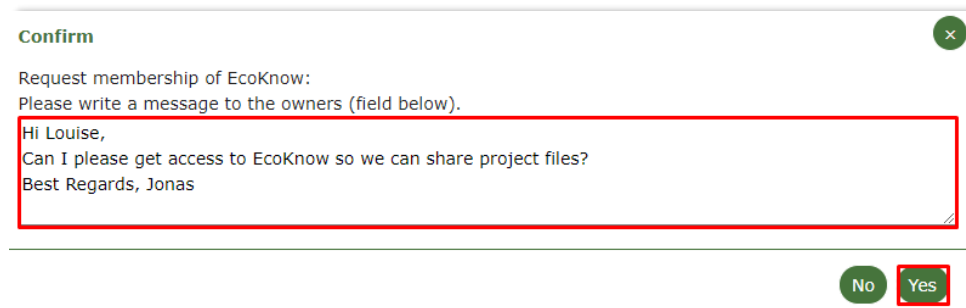 Confirm
×
Request membership of EcoKnow:
Please write a message to the owners (field below).
Hi Louise,
Can I please get access to EcoKnow so we can share project files?
Best Regards, Jonas
No Yes